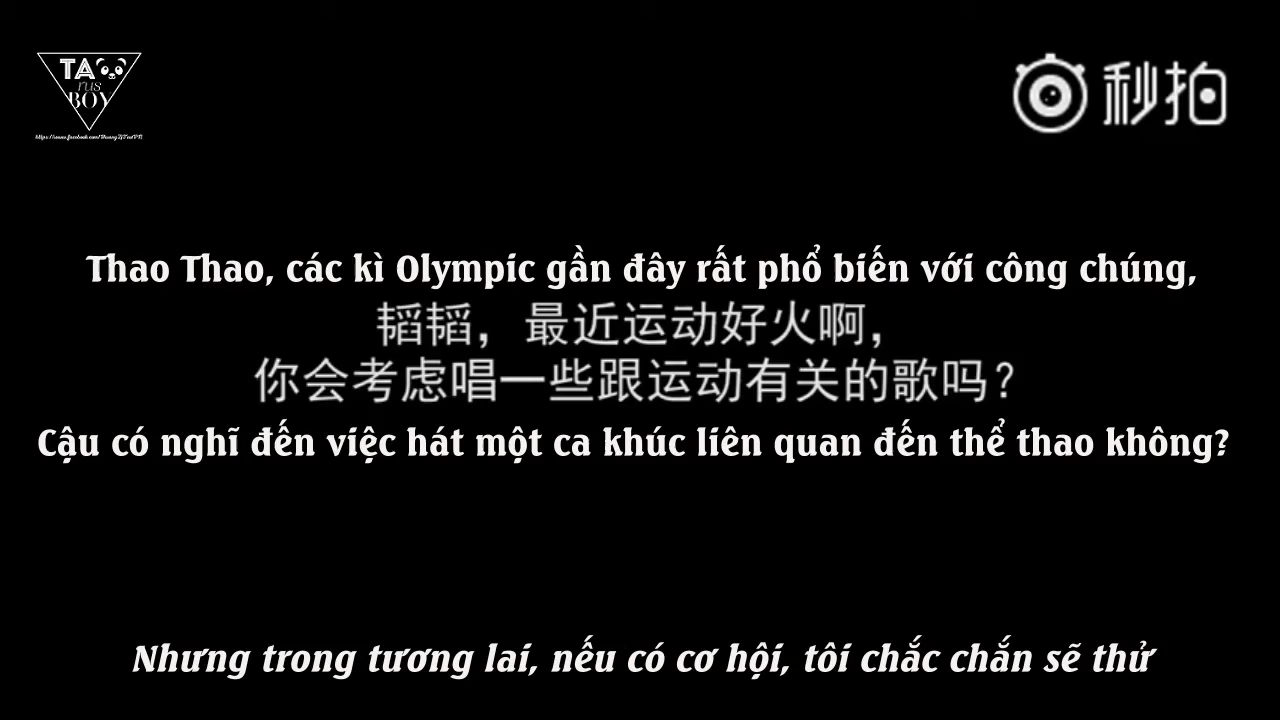 TA
rus
BOY
秒拍
Thao Thao, các kì Olympic gần đây rất phổ biến với công chúng,
韬韬，最近运动好火啊，
你会考虑唱一些跟运动有关的歌吗？
Cậu có nghĩ đến việc hát một ca khúc liên quan đến thể thao không?
Nhưng trong tương lai, nếu có cơ hội, tôi chắc chắn sẽ thử